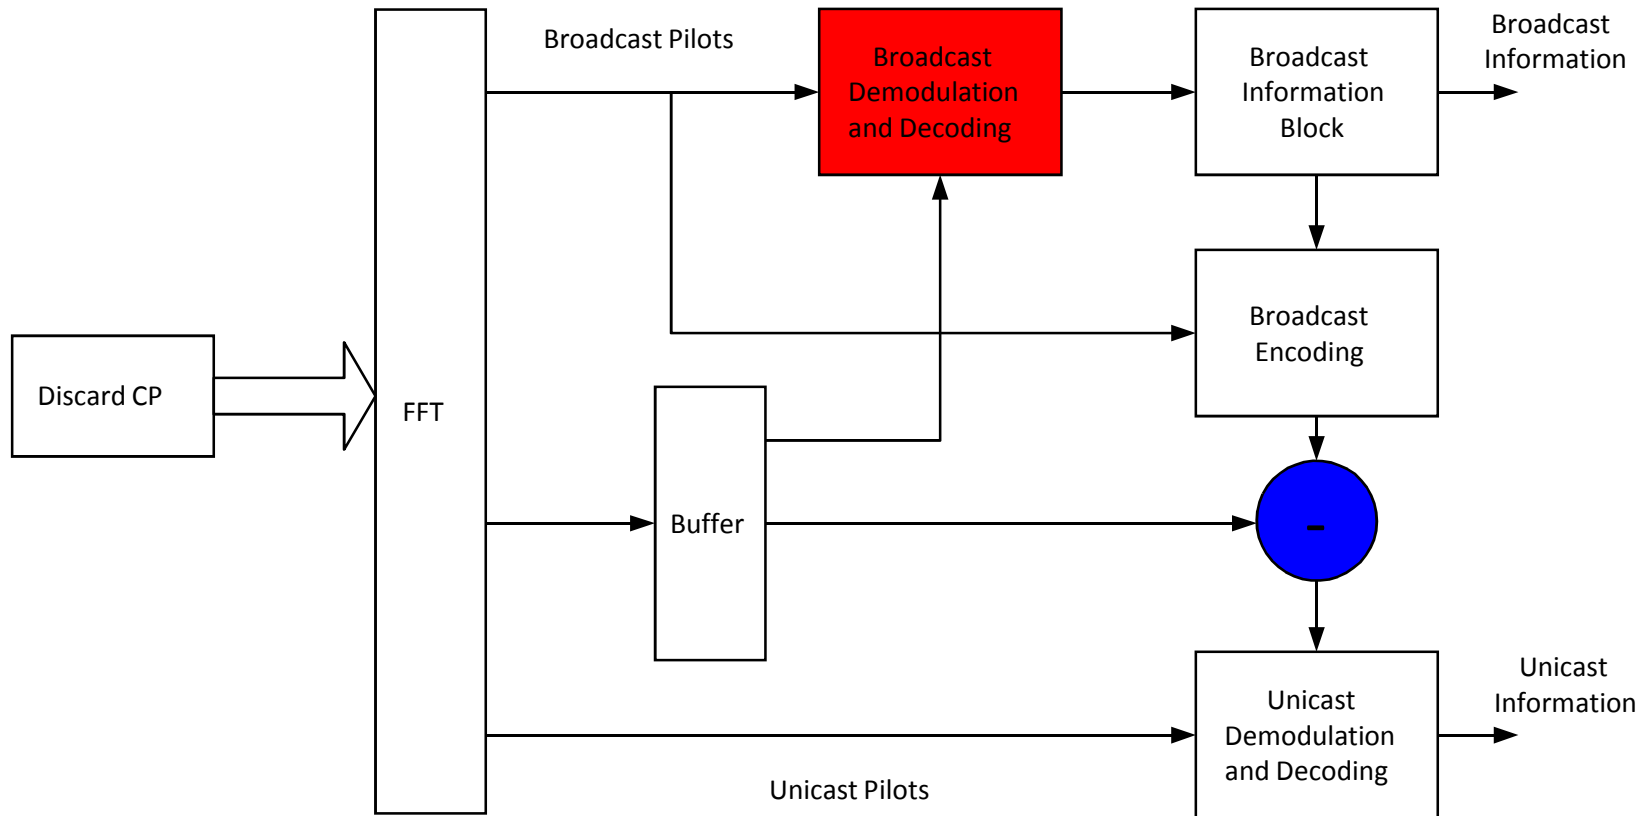 Broadcast Pilots
Broadcast
Demodulation
and Decoding
Broadcast
Information
Block
Broadcast
Information
Broadcast
Encoding
Discard CP
FFT
Buffer
-
Unicast
Demodulation
and Decoding
Unicast
Information
Unicast Pilots